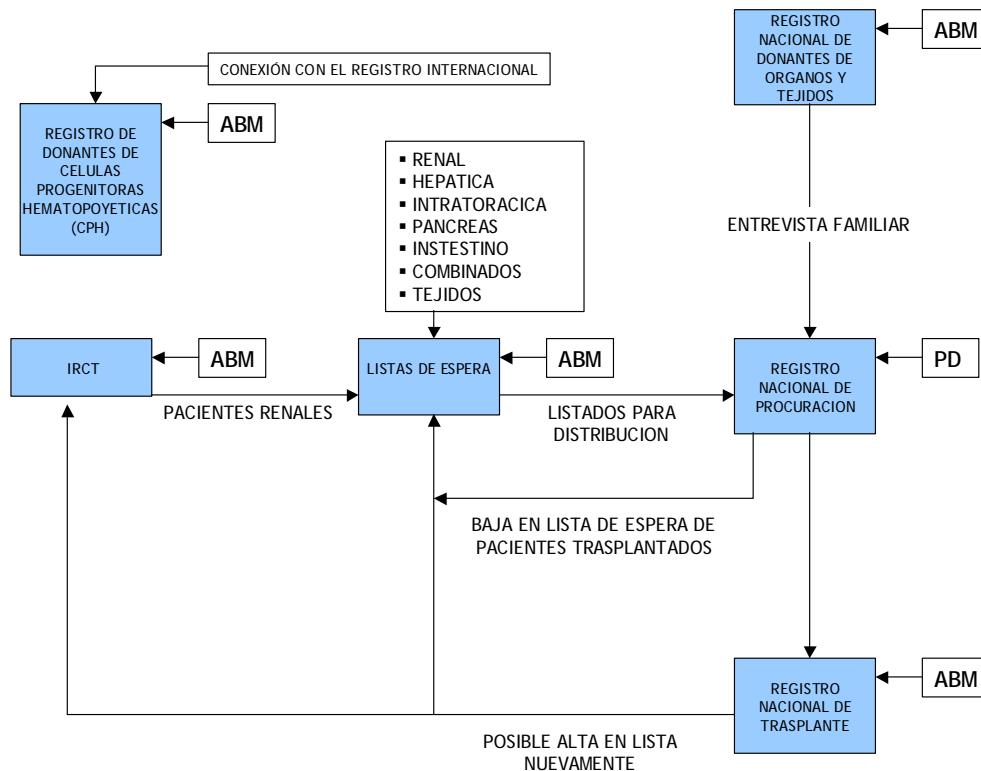 REGISTRO
NACIONAL DE
DONANTES DE
ORGANOS Y
TEJIDOS
ABM
CONEXIÓN CON EL REGISTRO INTERNACIONAL
REGISTRO DE
DONANTES DE
CELULAS
PROGENITORAS
HEMATOPOYETICAS
(CPH)
ABM
▪ RENAL
▪ HEPATICA
▪ INTRATORACICA
▪ PANCREAS
▪ INSTESTINO
▪ COMBINADOS
▪ TEJIDOS
ENTREVISTA FAMILIAR
IRCT
ABM
PACIENTES RENALES
LISTAS DE ESPERA
ABM
LISTADOS PARA
DISTRIBUCION
REGISTRO
NACIONAL DE
PROCURACION
PD
BAJA EN LISTA DE ESPERA DE
PACIENTES TRASPLANTADOS
REGISTRO
NACIONAL DE
TRASPLANTE
ABM
POSIBLE ALTA EN LISTA
NUEVAMENTE